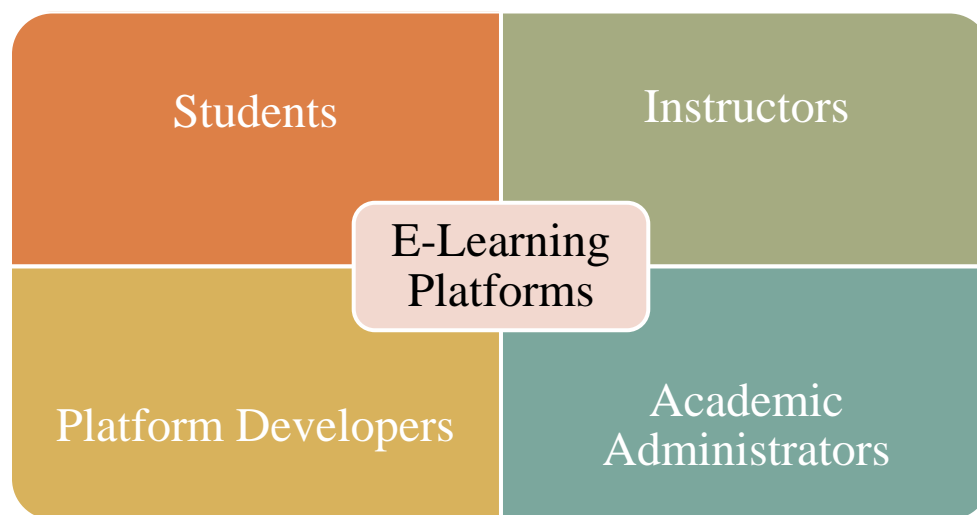 Students
Instructors
E-Learning
Platforms
Platform Developers
Academic
Administrators